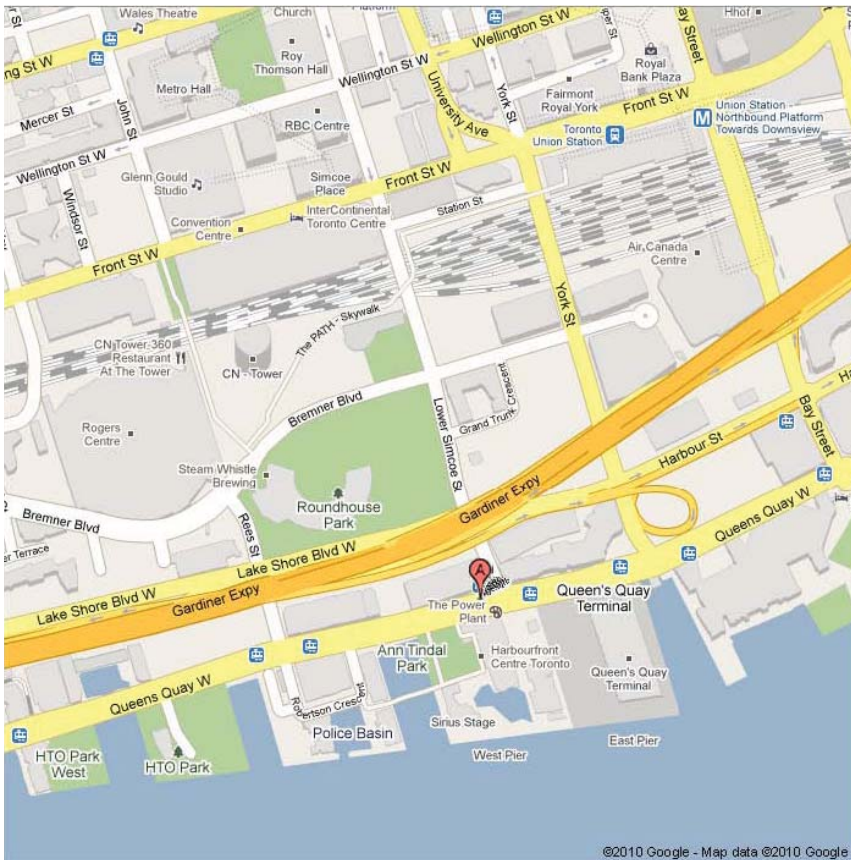 Wales Theatre
Church
Platform
Wellington St W
Hhof
Bay Street
ng St W
John St
Roy
Thomson Hall
Metro Hall
Wellington St W
University Ave
York St
Royal
Bank Plaza
Mercer St
RBC Centre
Fairmont
Royal York
Front St W
Union Station -
Northbound Platform
Towards Downsview
M
Toronto
Union Station
Wellington St W
Glenn Gould
Studio
Simcoe
Place
Front St W
Windsor St
Convention
Centre
InterContinental
Toronto Centre
Station St
Front St W
Air Canada
Centre
York St
The PATH - Skywalk
CN Tower 360
Restaurant
At The Tower
CN - Tower
Bremner Blvd
Grand Trunk Crescent
Lower Simcoe St
Rogers
Centre
Bay Street
Harbour St
Ha
Steam Whistle
Brewing
Roundhouse
Park
Gardiner Expy
Bremner Blvd
Queens Quay W
er Terrace
Rees St
Lake Shore Blvd W
Lake Shore Blvd W
Gardiner Expy
A
The Power
Plant
Queen's Quay
Terminal
Ann Tindal
Park
Harbourfront
Centre Toronto
Queen's Quay
Terminal
Queens Quay W
Robertson Crescent
Sirius Stage
Police Basin
West Pier
East Pier
HTO Park
West
HTO Park
©2010 Google - Map data ©2010 Google